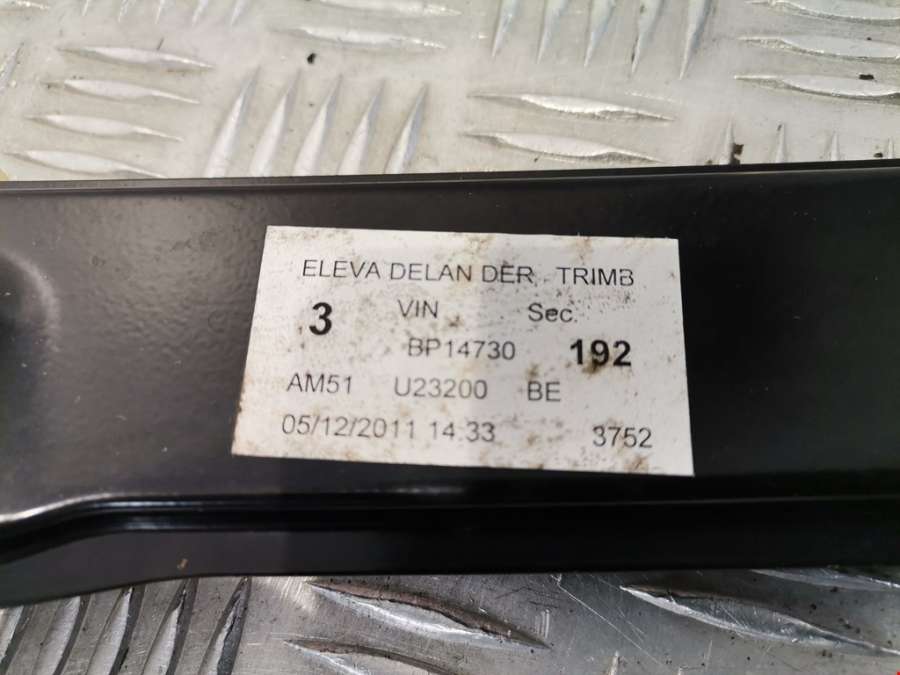 ELEVA DELAN DER TRIMB
3 VIN Sec.
BP14730 192
AM51 U23200 BE
05/12/2011 14:33 3752